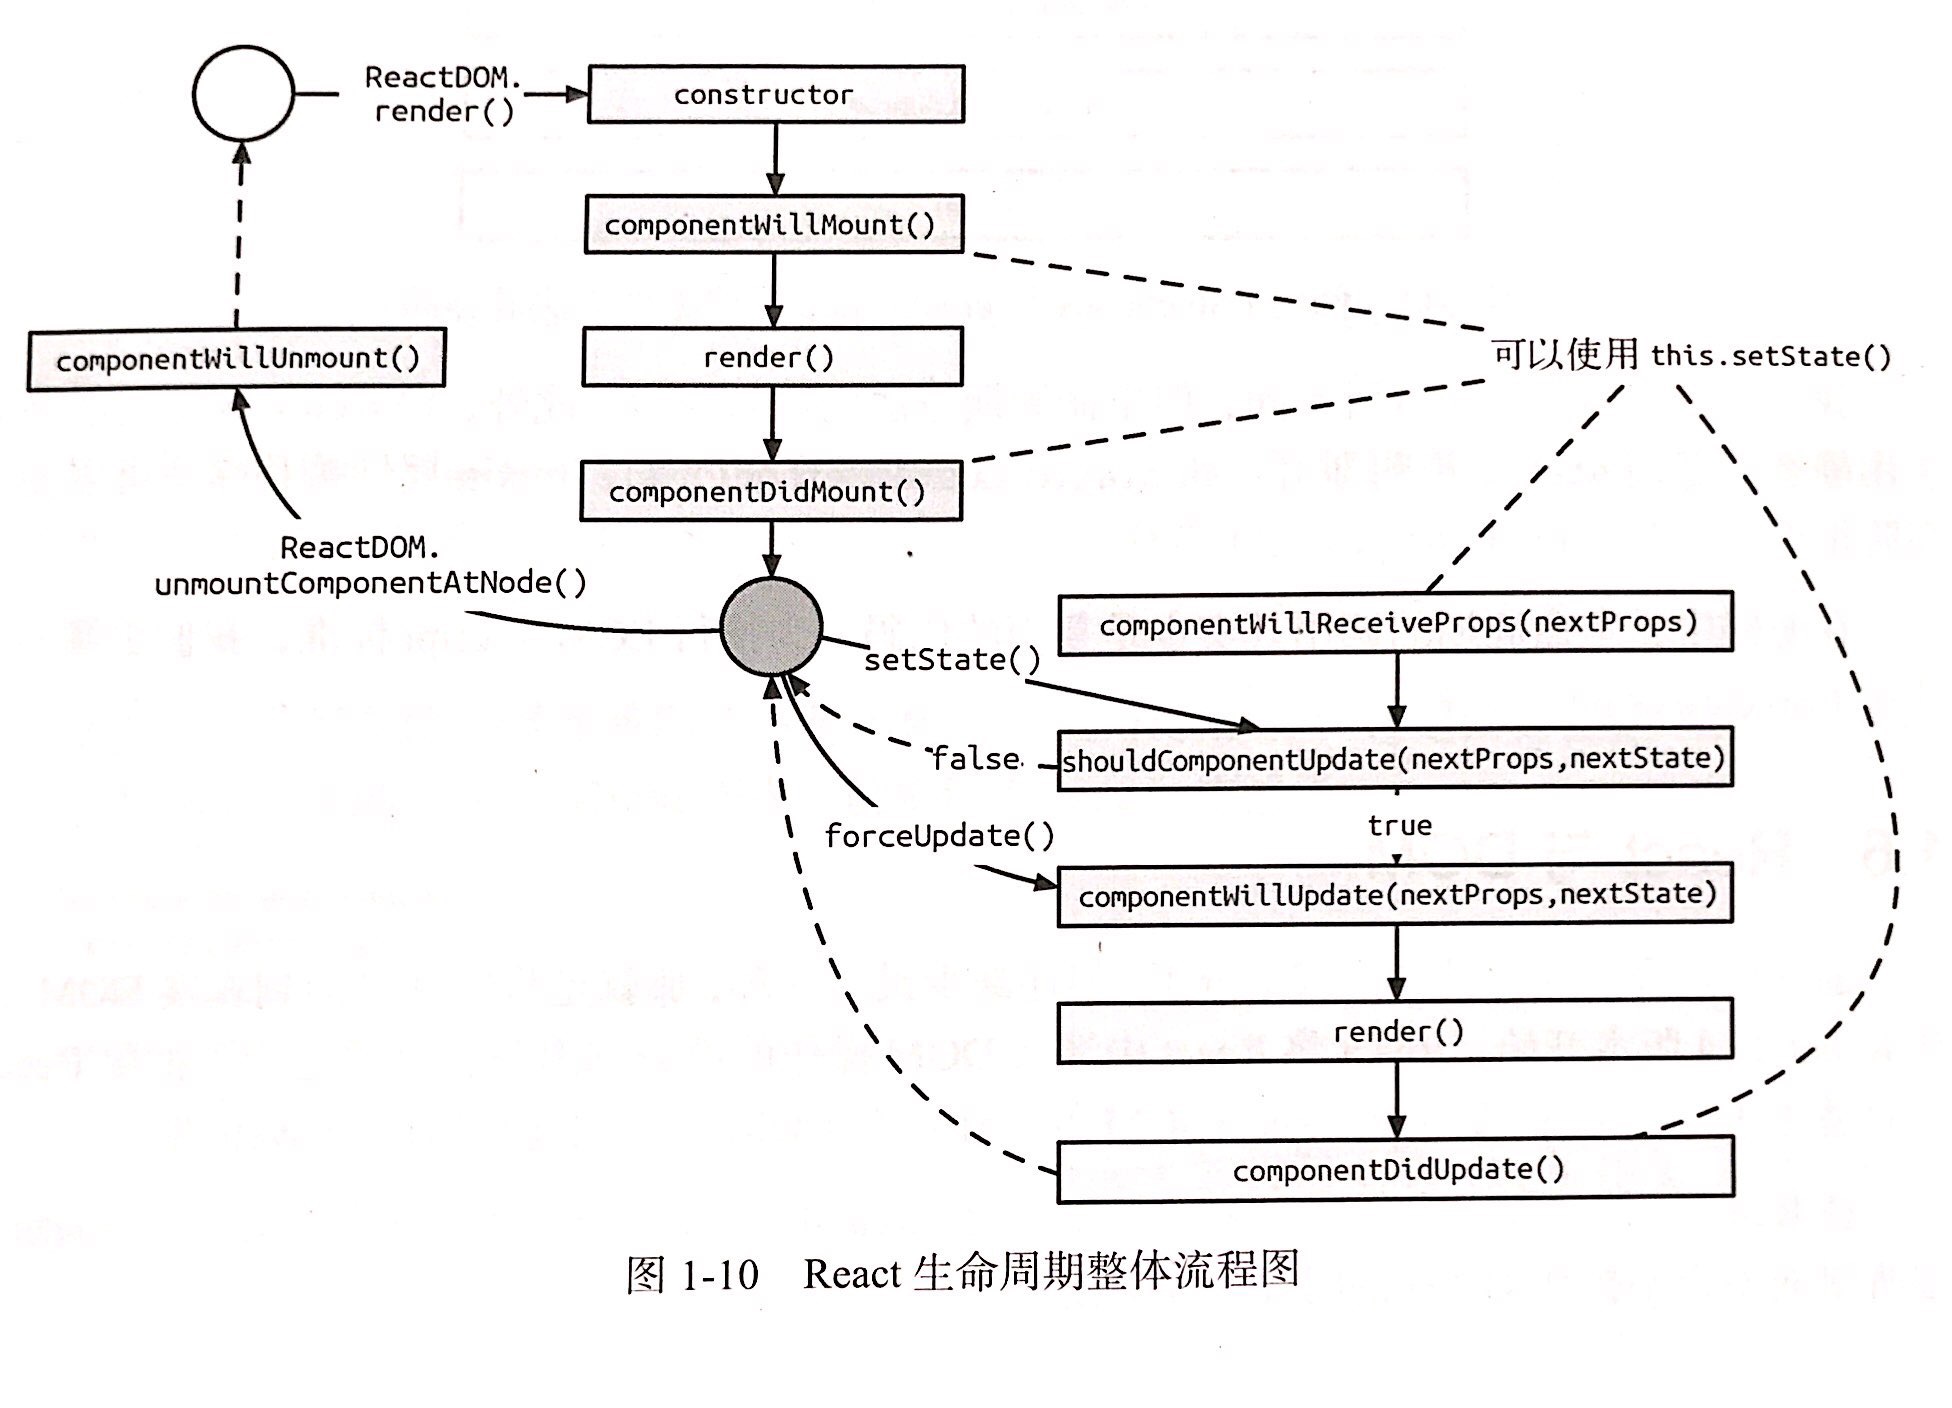 ReactDOM.
render()
constructor
componentWillMount()
componentWillUnmount()
render()
可以使用 this.setState()
componentDidMount()
ReactDOM.
unmountComponentAtNode()
setState()
componentWillReceiveProps(nextProps)
false
shouldComponentUpdate(nextProps,nextState)
true
forceUpdate()
componentWillUpdate(nextProps,nextState)
render()
componentDidUpdate()
图 1-10 React 生命周期整体流程图